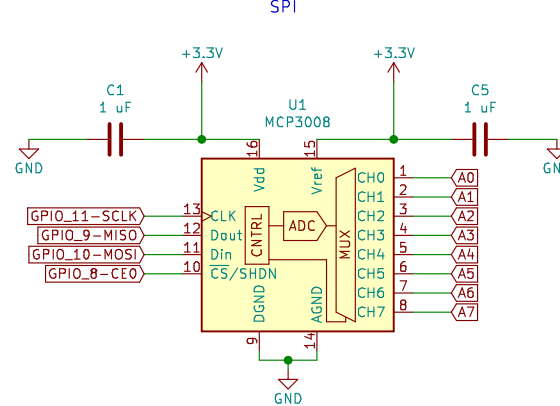 SPI
+3.3V
+3.3V
C1
1 uF
U1
MCP3008
C5
1 uF
GND
GND
16
Vdd
15
Vref
CH0
1
A0
CH1
2
A1
GPIO_11-SCLK
13
CLK
CH2
3
A2
GPIO_9-MISO
12
Dout
CH3
4
A3
GPIO_10-MOSI
11
Din
CH4
5
A4
GPIO_8-CE0
10
CS/SHDN
CH5
6
A5
CH6
7
A6
CH7
8
A7
CNTRL
ADC
MUX
DGND
9
AGND
14
GND